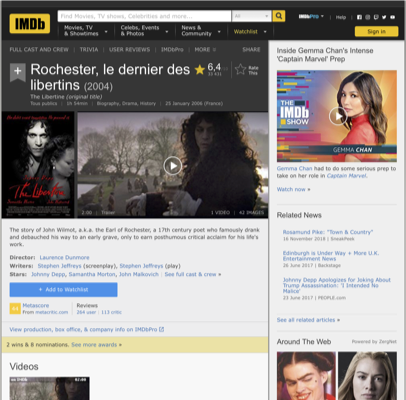 IMDb
Find Movies, TV shows, Celebrities and more...
All
Movies, TV
& Showtimes
Celebs, Events
& Photos
News &
Community
Watchlist
IMDbPro
Help
Sign in
FULL CAST AND CREW | TRIVIA | USER REVIEWS | IMDbPro | MORE
SHARE
Rochester, le dernier des
libertins (2004)
The Libertine (original title)
Tous publics | 1h 54min | Biography, Drama, History | 25 January 2006 (France)
6,4
Rate
This
The Libertine
2:00 | Trailer
1 VIDEO | 42 IMAGES
The story of John Wilmot, a.k.a. the Earl of Rochester, a 17th century poet who famously drank
and debauched his way to an early grave, only to earn posthumous critical acclaim for his life's
work.
Director: Laurence Dunmore
Writers: Stephen Jeffreys (screenplay), Stephen Jeffreys (play)
Stars: Johnny Depp, Samantha Morton, John Malkovich | See full cast & crew »
+ Add to Watchlist
Metascore
From metacritic.com
Reviews
264 user | 113 critic
View production, box office, & company info on IMDbPro
2 wins & 8 nominations. See more awards »
Videos
Inside Gemma Chan's Intense
'Captain Marvel' Prep
THE
IMDb
SHOW
GEMMA CHAN
Gemma Chan had to do some serious prep to
take on her role in Captain Marvel.
Watch now »
Related News
Rosamund Pike: "Town & Country"
16 November 2018 | SneakPeek
Edinburgh is Under Way + More U.K.
Entertainment News
26 June 2017 | Backstage
Johnny Depp Apologizes for Joking About
Trump Assassination: 'I Intended No
Malice'
23 June 2017 | PEOPLE.com
See all related articles »
Around The Web
Powered by ZergNet